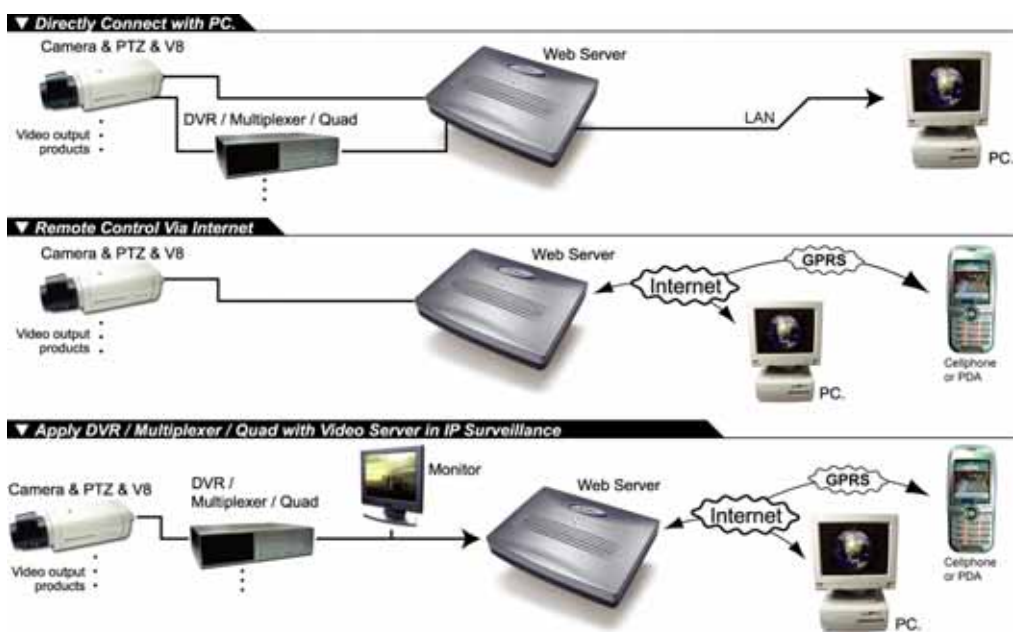 ▼ Directly Connect with PC.
Camera & PTZ & V8
Web Server
DVR / Multiplexer / Quad
LAN
Video output
products
PC.
▼ Remote Control Via Internet
Camera & PTZ & V8
Web Server
GPRS
Internet
Video output
products
Cellphone
or PDA
PC.
▼ Apply DVR / Multiplexer / Quad with Video Server in IP Surveillance
Monitor
DVR /
Multiplexer / Quad
Camera & PTZ & V8
Web Server
GPRS
Internet
Video output
products
Cellphone
or PDA
PC.